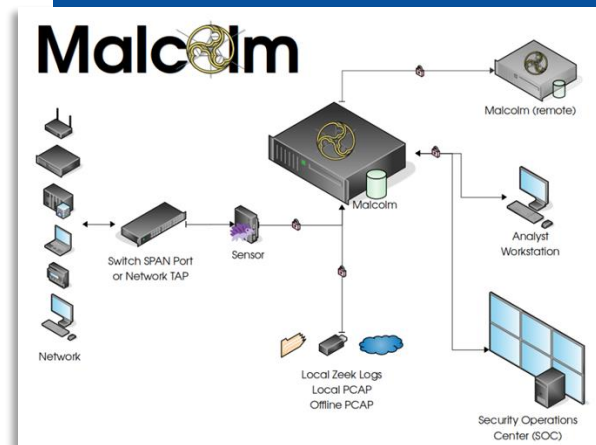 Malcolm
Malcolm (remote)
Malcolm
Switch SPAN Port
or Network TAP
Sensor
Analyst
Workstation
Network
Local Zeek Logs
Local PCAP
Offline PCAP
Security Operations
Center (SOC)